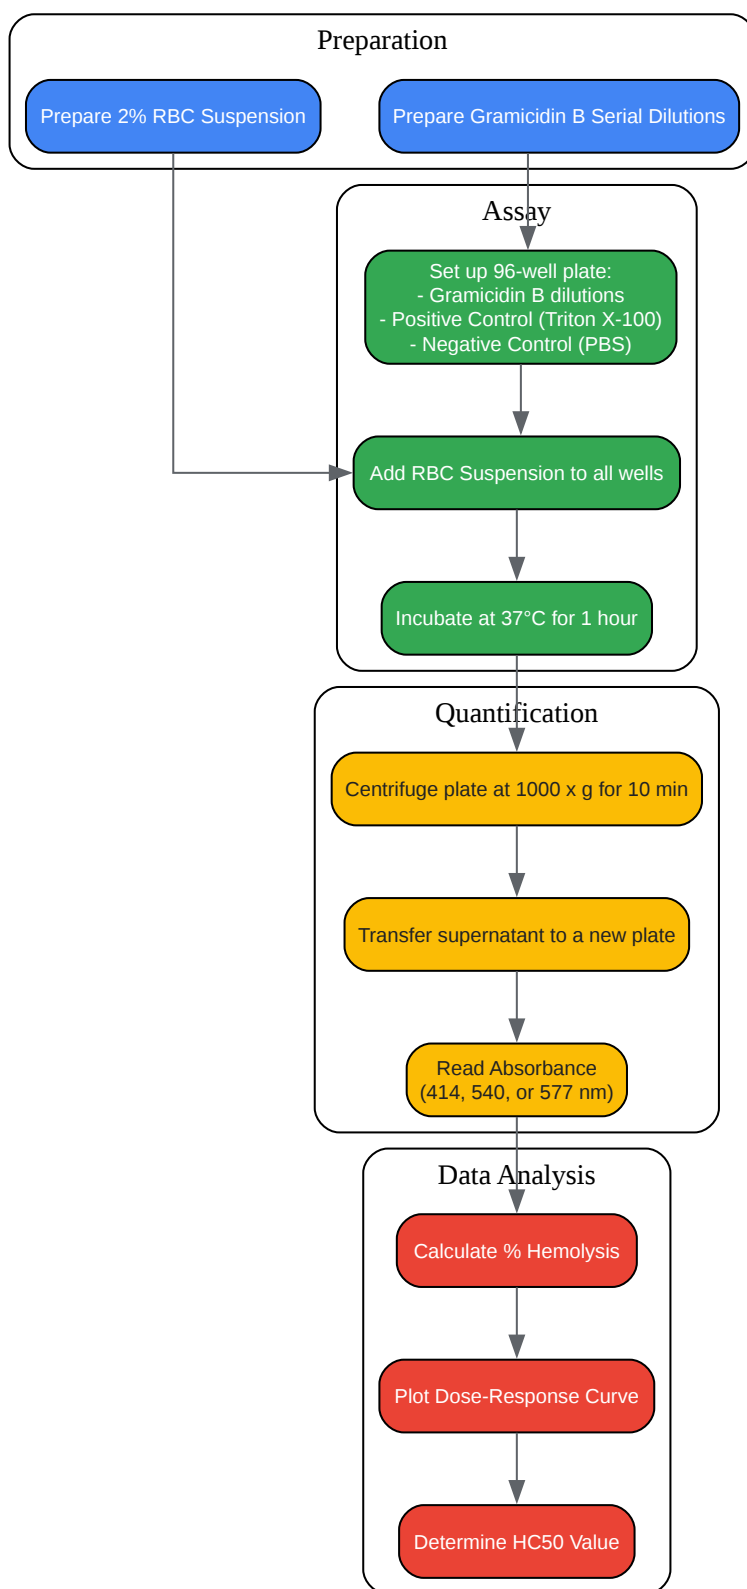 Preparation
Prepare 2% RBC Suspension
Prepare Gramicidin B Serial Dilutions
Assay
Set up 96-well plate:
- Gramicidin B dilutions
- Positive Control (Triton X-100)
- Negative Control (PBS)
Add RBC Suspension to all wells
Incubate at 37°C for 1 hour
Quantification
Centrifuge plate at 1000 x g for 10 min
Transfer supernatant to a new plate
Read Absorbance
(414, 540, or 577 nm)
Data Analysis
Calculate % Hemolysis
Plot Dose-Response Curve
Determine HC50 Value